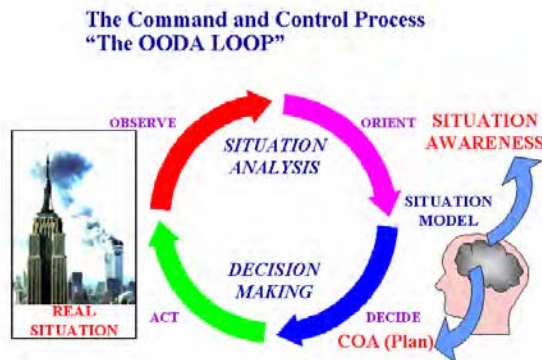 The Command and Control Process
“The OODA LOOP”
OBSERVE
ORIENT
SITUATION
AWARENESS
SITUATION
ANALYSIS
SITUATION
MODEL
DECISION
MAKING
REAL
SITUATION
ACT
DECIDE
COA (Plan)